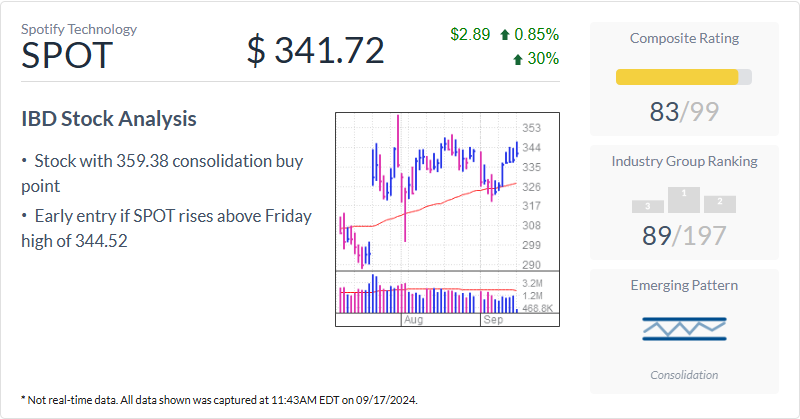 Spotify Technology
SPOT
$ 341.72
$2.89 0.85%
30%
IBD Stock Analysis
• Stock with 359.38 consolidation buy
point
• Early entry if SPOT rises above Friday
high of 344.52
353
344
335
326
317
308
299
290
3.2M
1.2M
468.8K
Aug
Sep
Composite Rating
83/99
Industry Group Ranking
3
1
2
89/197
Emerging Pattern
Consolidation
* Not real-time data. All data shown was captured at 11:43AM EDT on 09/17/2024.